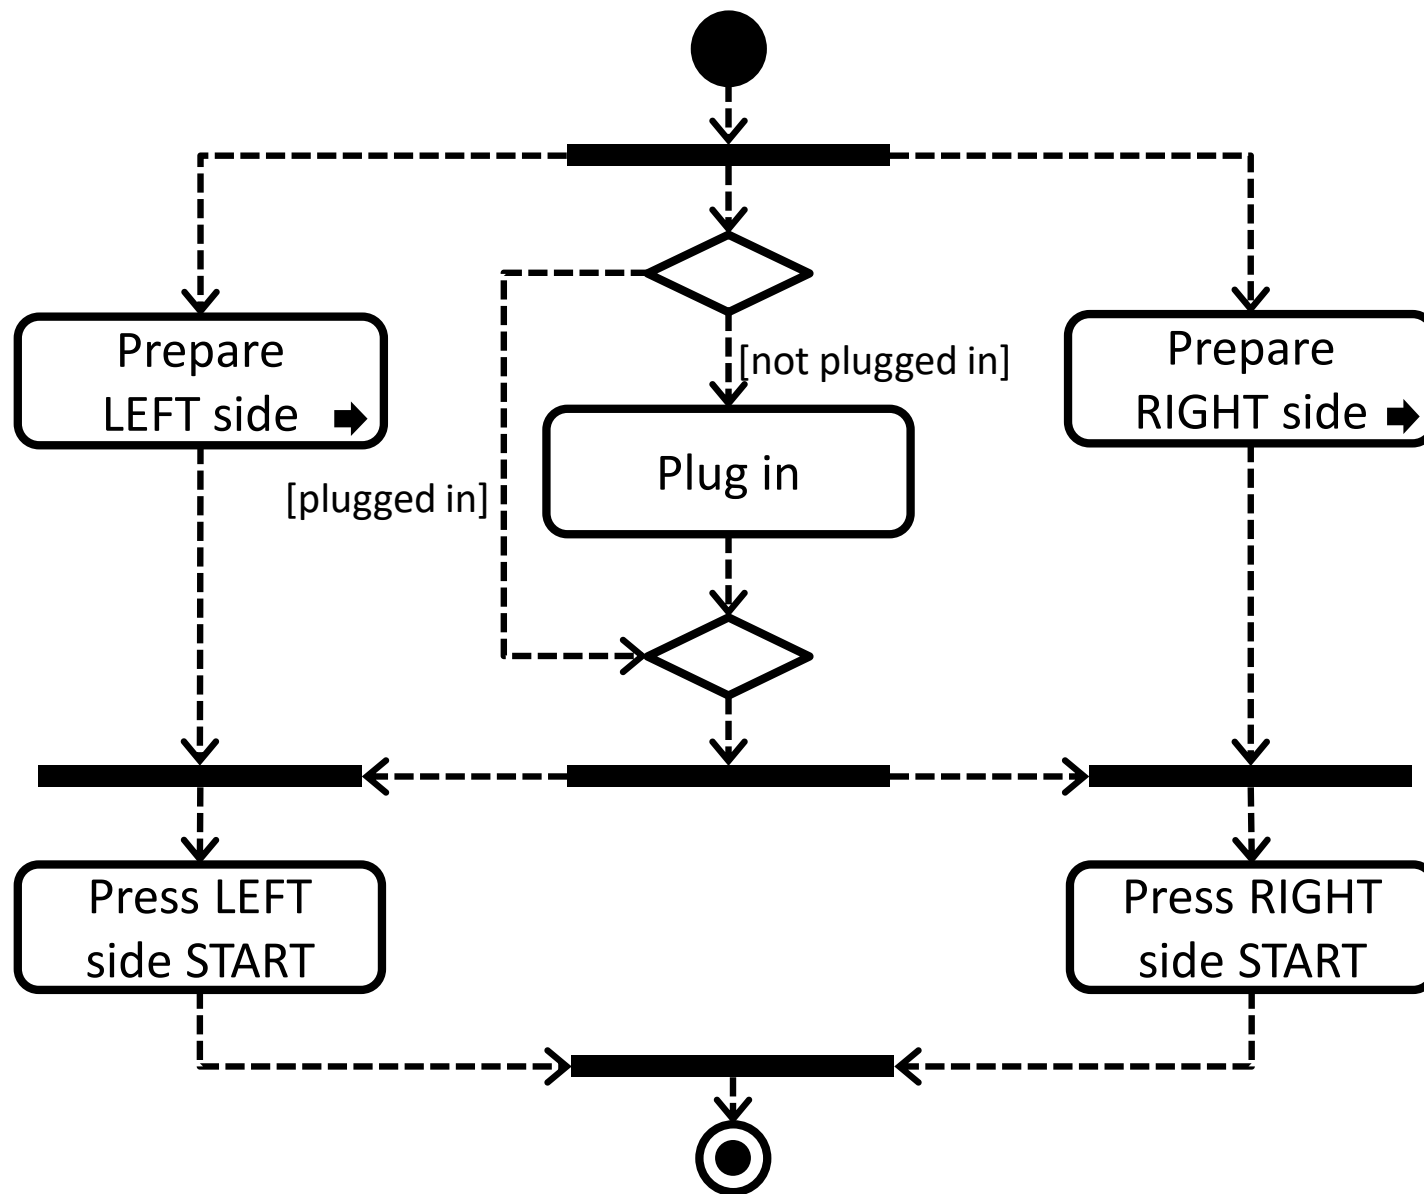 Prepare
LEFT side
[not plugged in]
Prepare
RIGHT side
[plugged in]
Plug in
Press LEFT
side START
Press RIGHT
side START